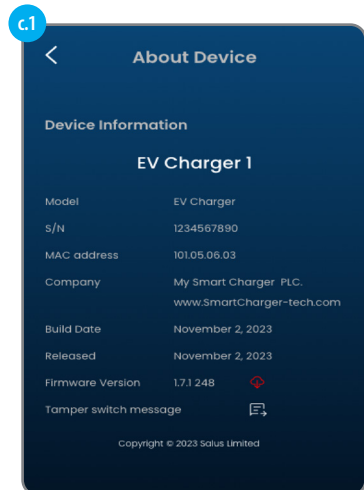 c.1
About Device
Device Information
EV Charger 1
Model EV Charger
S/N 1234567890
MAC address 101.05.06.03
Company My Smart Charger PLC.
www.SmartCharger-tech.com
Build Date November 2, 2023
Released November 2, 2023
Firmware Version 1.7.1 248
Tamper switch message
Copyright © 2023 Salus Limited